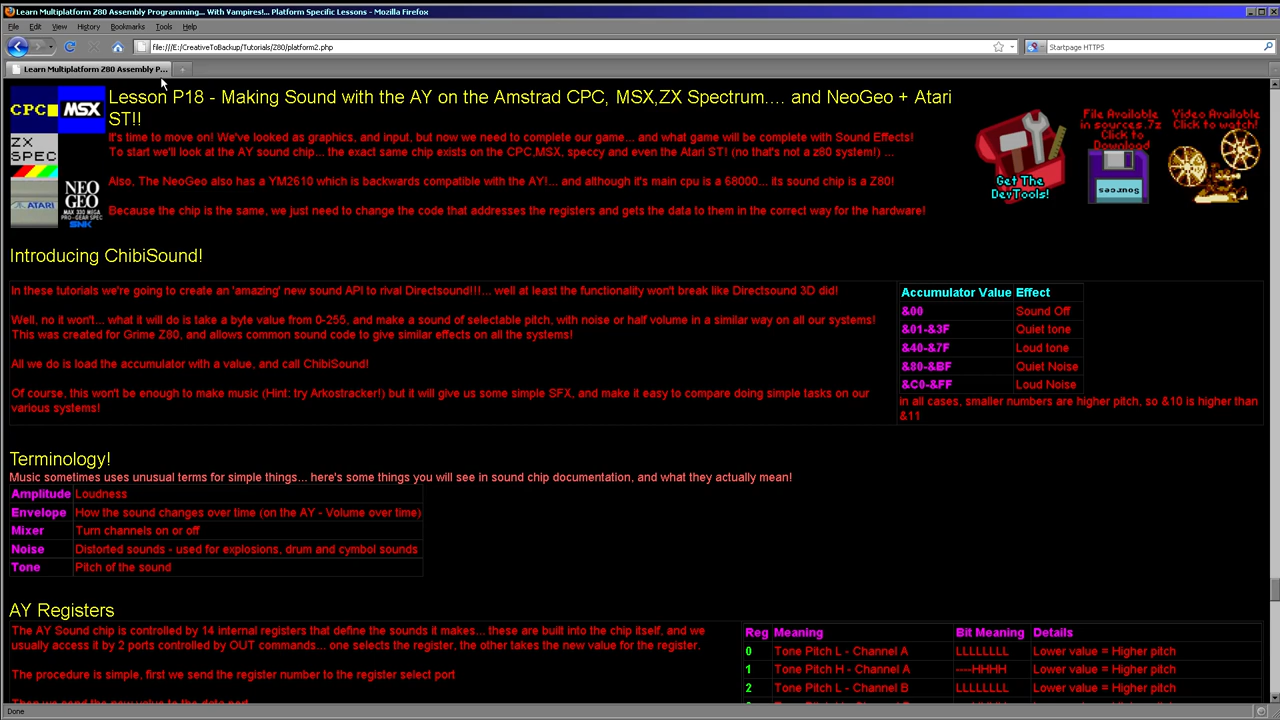 Learn Multiplatform Z80 Assembly Programming... With Vampires!... Platform Specific Lessons - Mozilla Firefox
File Edit View History Bookmarks Tools Help
file:///E:/CreativeToBackup/Tutorials/Z80/platform2.php
Startpage HTTPS
Learn Multiplatform Z80 Assembly P...
CPC MSX
ZX
SPEC
ATARI
NEO
GEO
MAX 330 MEGA
PRO-GEAR SPEC
SNK
Lesson P18 - Making Sound with the AY on the Amstrad CPC, MSX,ZX Spectrum.... and NeoGeo + Atari
ST!!
It's time to move on! We've looked as graphics, and input, but now we need to complete our game... and what game will be complete with Sound Effects!
To start we'll look at the AY sound chip... the exact same chip exists on the CPC,MSX, speccy and even the Atari ST! (no that's not a z80 system!) ...
Also, The NeoGeo also has a YM2610 which is backwards compatible with the AY!... and although it's main cpu is a 68000... Its sound chip is a Z80!
Because the chip is the same, we just need to change the code that addresses the registers and gets the data to them in the correct way for the hardware!
Get The
DevTools!
File Available
in sources.7z
Click to
Download
Sources
Video Available
Click to watch!
Introducing ChibiSound!
In these tutorials we're going to create an 'amazing' new sound API to rival Directsound!!!... well at least the functionality won't break like Directsound 3D did!
Well, no it won't... what it will do is take a byte value from 0-255, and make a sound of selectable pitch, with noise or half volume in a similar way on all our systems!
This was created for Grime Z80, and allows common sound code to give similar effects on all the systems!
All we do is load the accumulator with a value, and call ChibiSound!
Of course, this won't be enough to make music (Hint: try Arkostracker!) but it will give us some simple SFX, and make it easy to compare doing simple tasks on our
various systems!
Accumulator Value Effect
&00 Sound Off
&01-&3F Quiet tone
&40-&7F Loud tone
&80-&BF Quiet Noise
&C0-&FF Loud Noise
in all cases, smaller numbers are higher pitch, so &10 is higher than
&11
Terminology!
Music sometimes uses unusual terms for simple things... here's some things you will see in sound chip documentation, and what they actually mean!
Amplitude Loudness
Envelope How the sound changes over time (on the AY - Volume over time)
Mixer Turn channels on or off
Noise Distorted sounds - used for explosions, drum and cymbol sounds
Tone Pitch of the sound
AY Registers
The AY Sound chip is controlled by 14 internal registers that define the sounds it makes... these are built into the chip itself, and we
usually access it by 2 ports controlled by OUT commands... one selects the register, the other takes the new value for the register.
The procedure is simple, first we send the register number to the register select port
Then we send the new value to the data port
Reg Meaning Bit Meaning Details
0 Tone Pitch L - Channel A LLLLLLLL Lower value = Higher pitch
1 Tone Pitch H - Channel A ----HHHH Lower value = Higher pitch
2 Tone Pitch L - Channel B LLLLLLLL Lower value = Higher pitch
Done